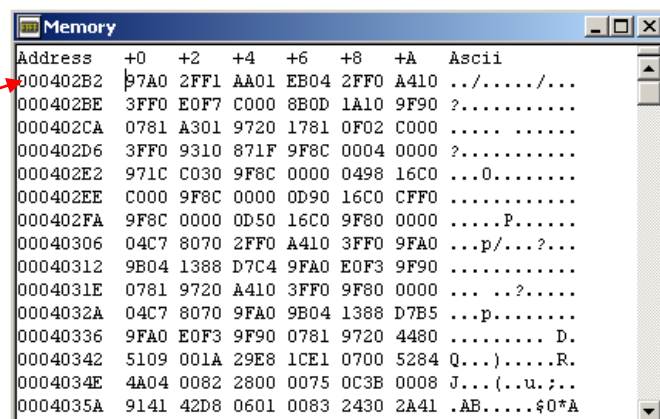 Memory
Address +0 +2 +4 +6 +8 +A Ascii
000402B2 97A0 2FF1 AA01 EB04 2FF0 A410 ../...../...
000402BE 3FF0 E0F7 C000 8B0D 1A10 9F90 ?...........
000402CA 0781 A301 9720 1781 0F02 C000 ..... ......
000402D6 3FF0 9310 871F 9F8C 0004 0000 ?...........
000402E2 971C C030 9F8C 0000 0498 16C0 ...0........
000402EE C000 9F8C 0000 0D90 16C0 CFF0 ............
000402FA 9F8C 0000 0D50 16C0 9F80 0000 .....P......
00040306 04C7 8070 2FF0 A410 3FF0 9FA0 ...p/...?...
00040312 9B04 1388 D7C4 9FA0 E0F3 9F90 ............
0004031E 0781 9720 A410 3FF0 9F80 0000 ... ..?.....
0004032A 04C7 8070 9FA0 9B04 1388 D7B5 ...p........
00040336 9FA0 E0F3 9F90 0781 9720 4480 ......... D.
00040342 5109 001A 29E8 1CE1 0700 5284 Q...).....R.
0004034E 4A04 0082 2800 0075 0C3B 0008 J...(..u.;..
0004035A 9141 42D8 0601 0083 2430 2A41 .AB.....$0*A